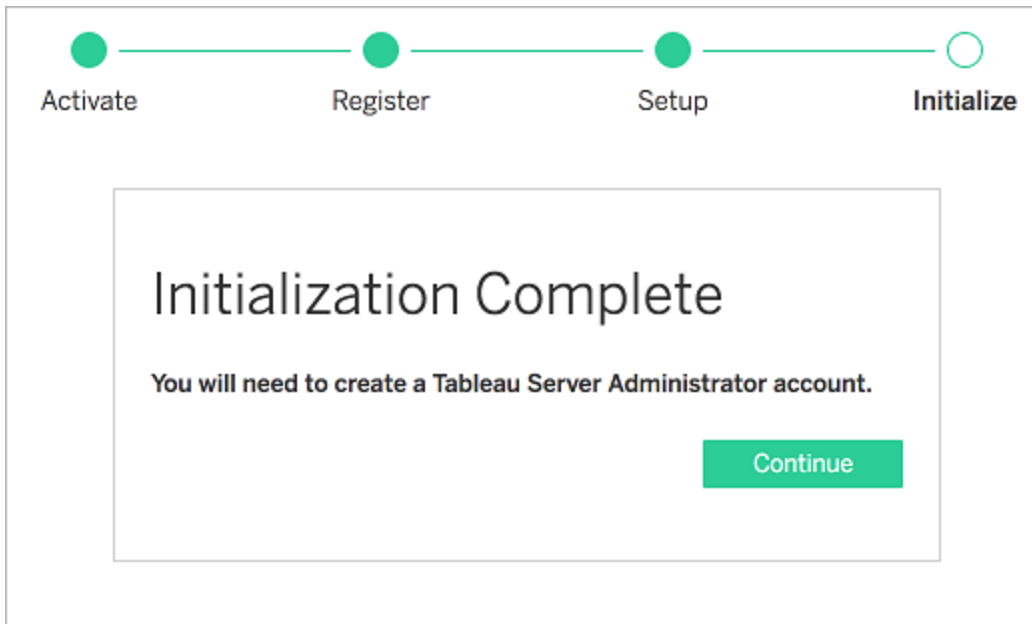 Activate Register Setup Initialize
Initialization Complete
You will need to create a Tableau Server Administrator account.
Continue